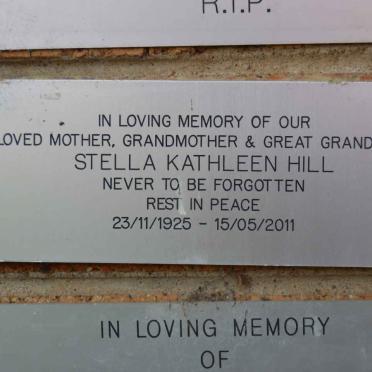 R.I.P.
IN LOVING MEMORY OF OUR
LOVED MOTHER, GRANDMOTHER & GREAT GRAND
STELLA KATHLEEN HILL
NEVER TO BE FORGOTTEN
REST IN PEACE
23/11/1925 - 15/05/2011
IN LOVING MEMORY
OF